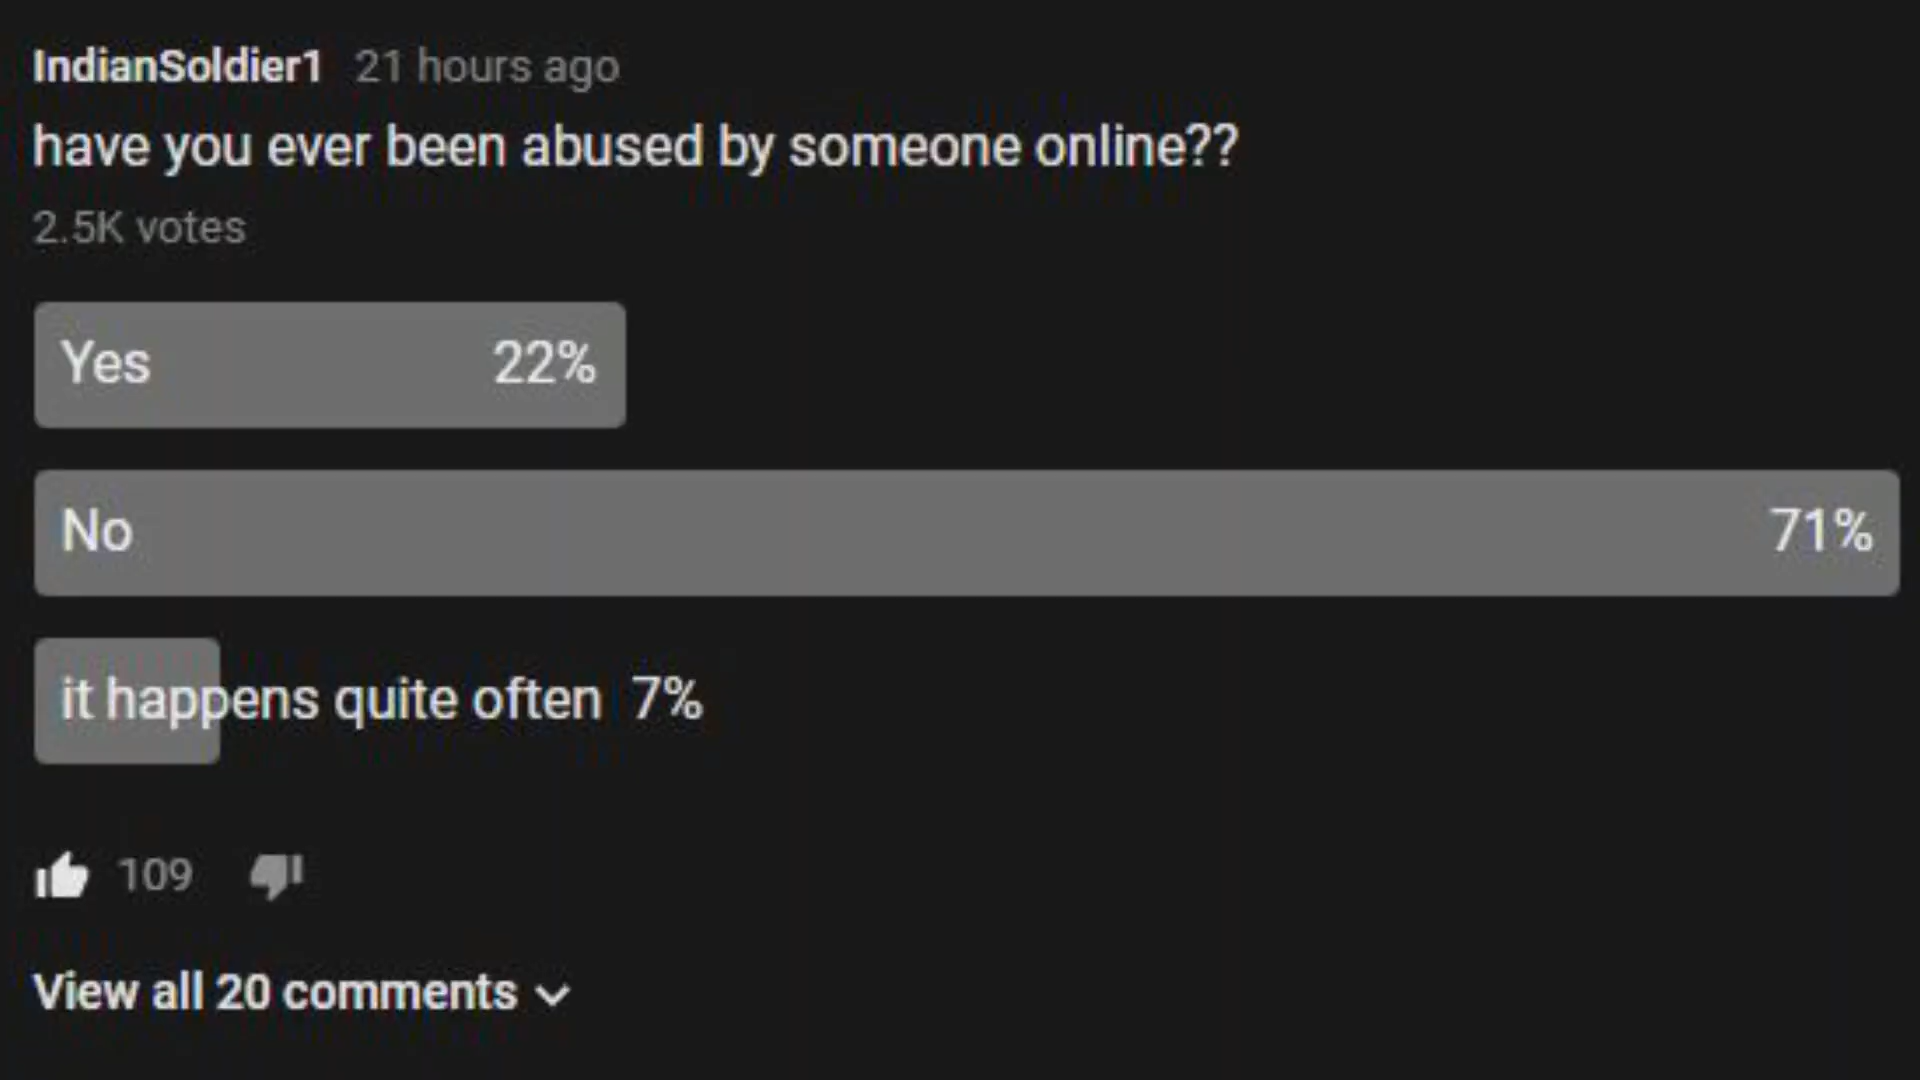 IndianSoldier1 21 hours ago
have you ever been abused by someone online??
2.5K votes
Yes 22%
No 71%
it happens quite often 7%
109
View all 20 comments